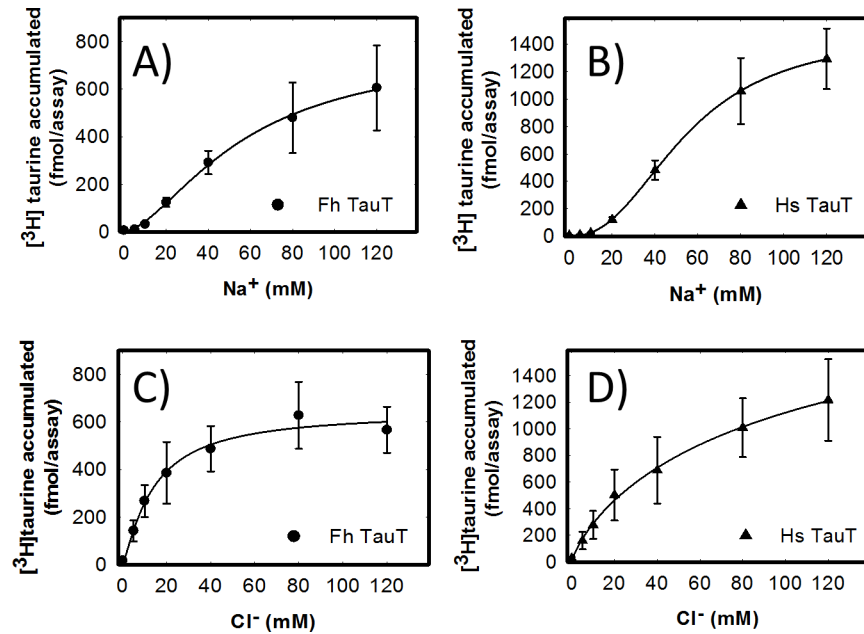 A)
[³H] taurine accumulated
(fmol/assay)
800
600
400
200
0
0 20 40 60 80 100 120
Na⁺ (mM)
Fh TauT
B)
[³H] taurine accumulated
(fmol/assay)
1400
1200
1000
800
600
400
200
0
0 20 40 60 80 100 120
Na⁺ (mM)
Hs TauT
C)
[³H]taurine accumulated
(fmol/assay)
800
600
400
200
0
0 20 40 60 80 100 120
Cl⁻ (mM)
Fh TauT
D)
[³H]taurine accumulated
(fmol/assay)
1400
1200
1000
800
600
400
200
0
0 20 40 60 80 100 120
Cl⁻ (mM)
Hs TauT